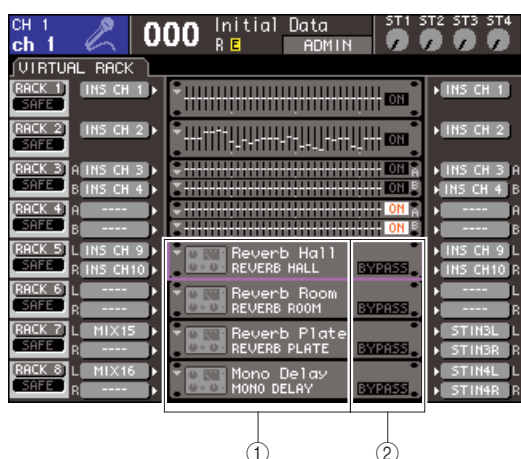 CH 1
ch 1
000 Initial Data
R E ADMIN
ST1 ST2 ST3 ST4
VIRTUAL RACK
RACK 1 INS CH 1 ON INS CH 1
SAFE
RACK 2 INS CH 2 ON INS CH 2
SAFE
RACK 3 A INS CH 3 ON A INS CH 3 A
SAFE B INS CH 4 ON B INS CH 4 B
RACK 4 A ---- ON A ---- A
SAFE B ---- ON B ---- B
RACK 5 L INS CH 9 Reverb Hall INS CH 9 L
SAFE R INS CH10 REVERB HALL BYPASS INS CH10 R
RACK 6 L ---- Reverb Room ---- L
SAFE R ---- REVERB ROOM BYPASS ---- R
RACK 7 L MIX15 Reverb Plate STIN3L L
SAFE R ---- REVERB PLATE BYPASS STIN3R R
RACK 8 L MIX16 Mono Delay STIN4L L
SAFE R ---- MONO DELAY BYPASS STIN4R R
1 2